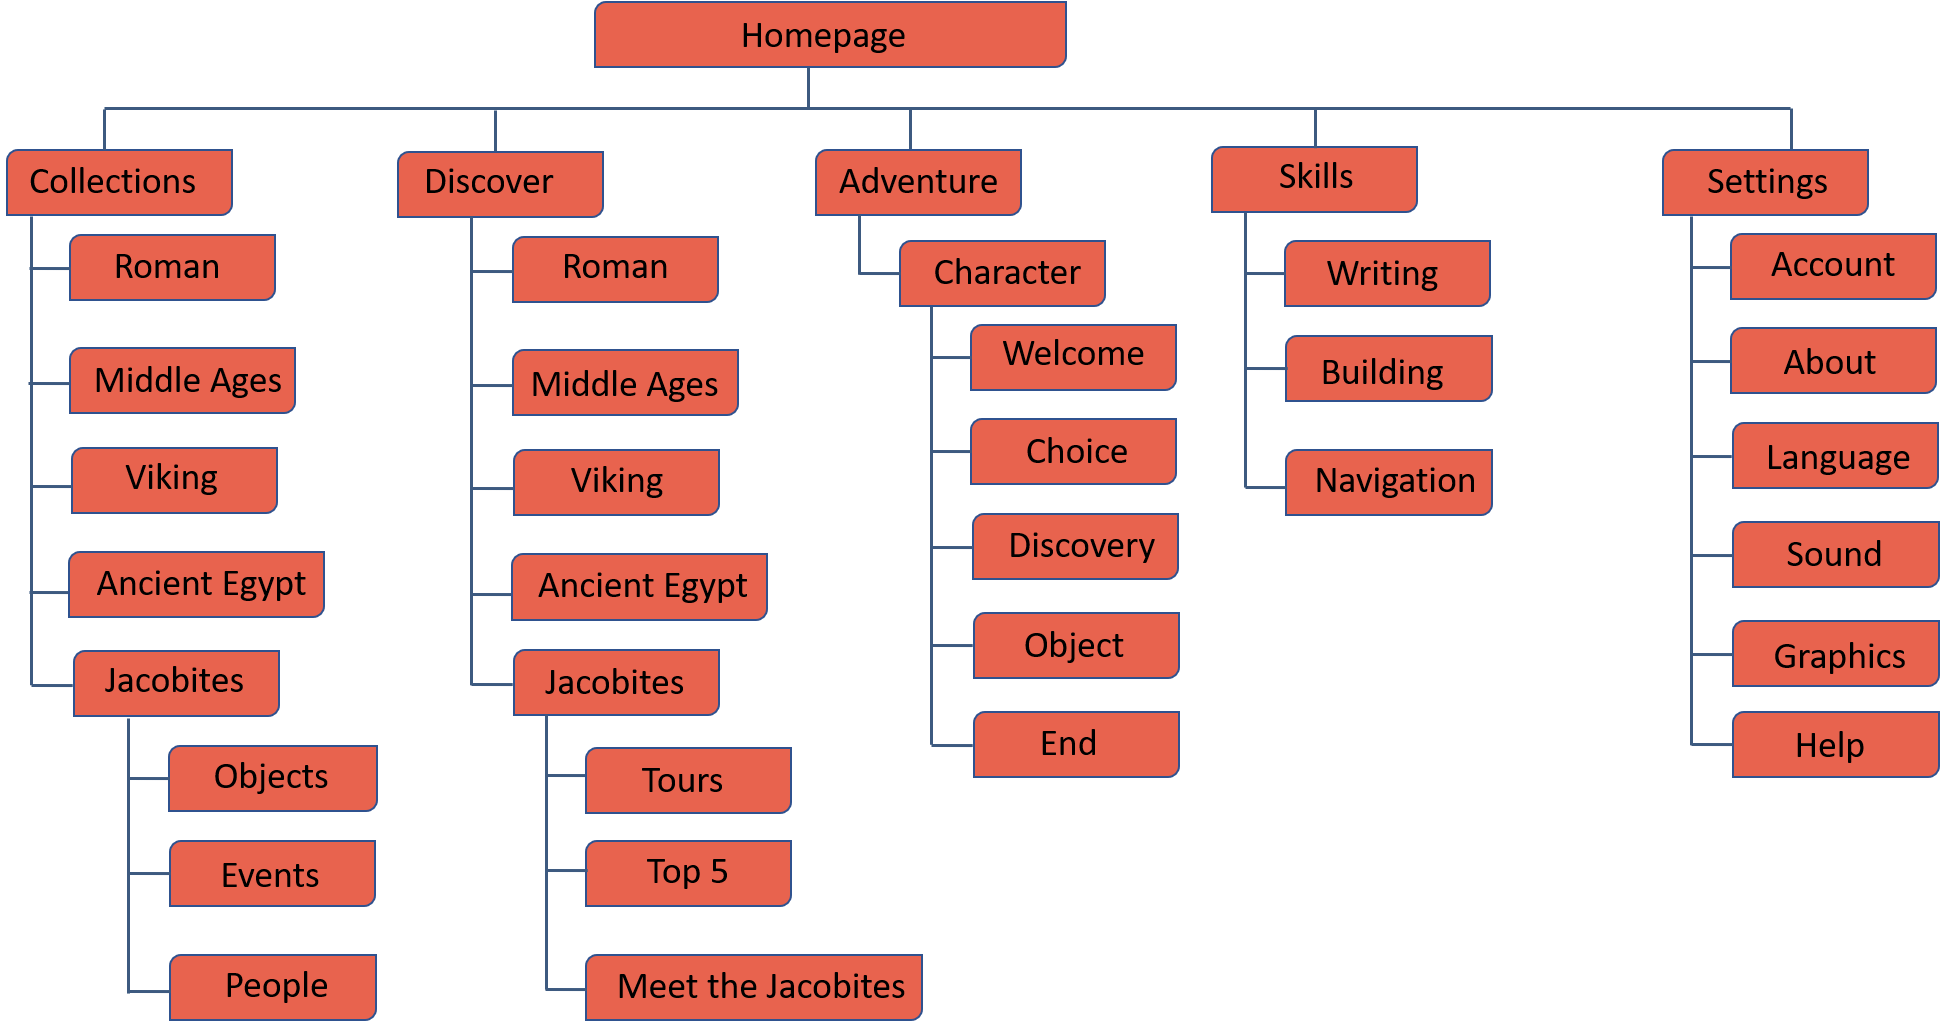 Homepage
Collections
Roman
Middle Ages
Viking
Ancient Egypt
Jacobites
Objects
Events
People
Discover
Roman
Middle Ages
Viking
Ancient Egypt
Jacobites
Tours
Top 5
Meet the Jacobites
Adventure
Character
Welcome
Choice
Discovery
Object
End
Skills
Writing
Building
Navigation
Settings
Account
About
Language
Sound
Graphics
Help